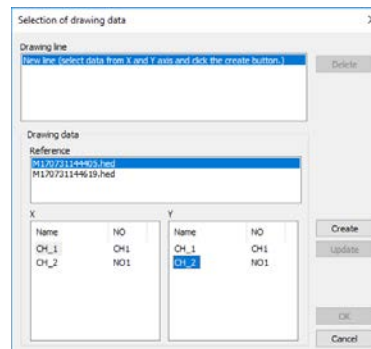 Selection of drawing data
Drawing line
New line (select data from X and Y axis and click the create button.)
Delete
Drawing data
Reference
M170731144405.hed
M170731144619.hed
X
Y
Name NO Name NO
CH_1 CH1 CH_1 CH1
CH_2 NO1 CH_2 NO1
Create
Update
OK
Cancel